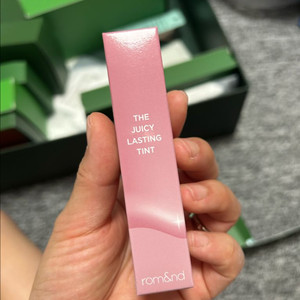 THE
JUICY
LASTING
TINT
rom&nd